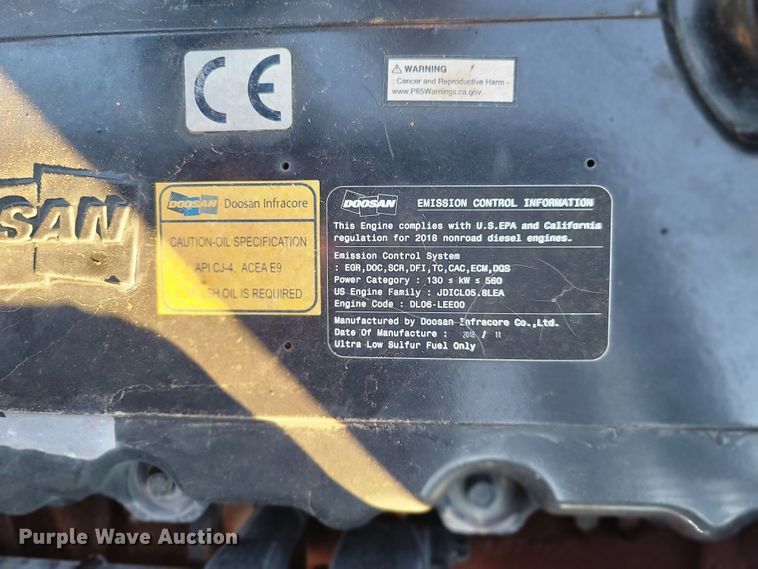 CE
⚠ WARNING
: Cancer and Reproductive Harm -
www.P65Warnings.ca.gov.
OSAN
DOOSAN Doosan Infracore
CAUTION-OIL SPECIFICATION
API CJ-4, ACEA E9
ASH OIL IS REQUIRED
DOOSAN EMISSION CONTROL INFORMATION
This Engine complies with U.S.EPA and California
regulation for 2018 nonroad diesel engines.
Emission Control System
: EGR,DOC,SCR,DFI,TC,CAC,ECM,DQS
Power Category : 130 ≤ kW ≤ 560
US Engine Family : JDICL05.8LEA
Engine Code : DL06-LEE00
Manufactured by Doosan Infracore Co.,Ltd.
Date Of Manufacture : 2018 / 11
Ultra Low Sulfur Fuel Only
Purple Wave Auction